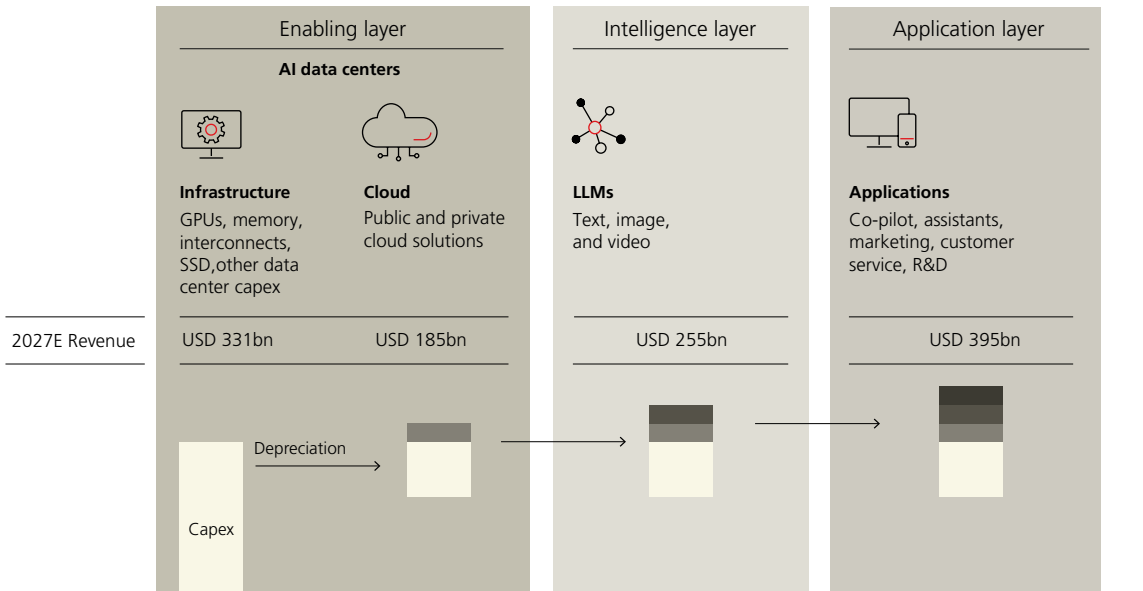 Enabling layer
AI data centers
Infrastructure
GPUs, memory,
interconnects,
SSD,other data
center capex
Cloud
Public and private
cloud solutions
Intelligence layer
LLMs
Text, image,
and video
Application layer
Applications
Co-pilot, assistants,
marketing, customer
service, R&D
2027E Revenue
USD 331bn
USD 185bn
USD 255bn
USD 395bn
Depreciation
Capex